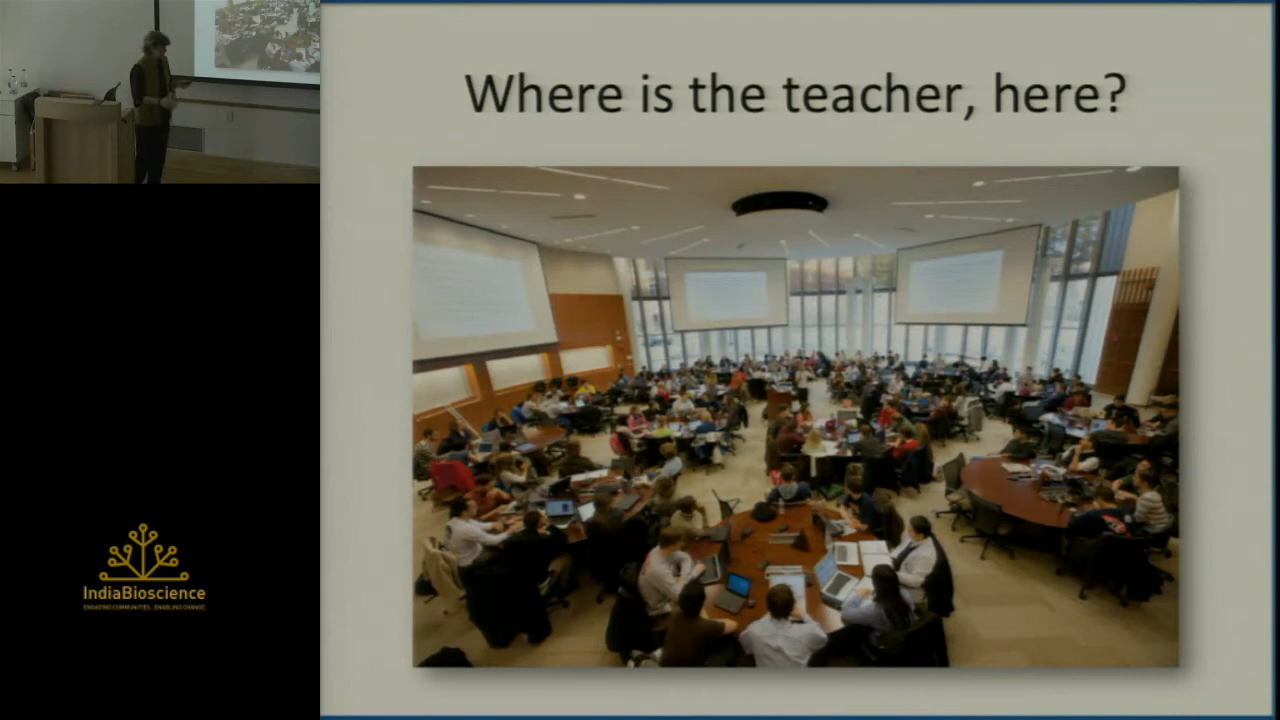 Where is the teacher, here?
IndiaBioscience
ENGAGING COMMUNITIES . ENABLING CHANGE